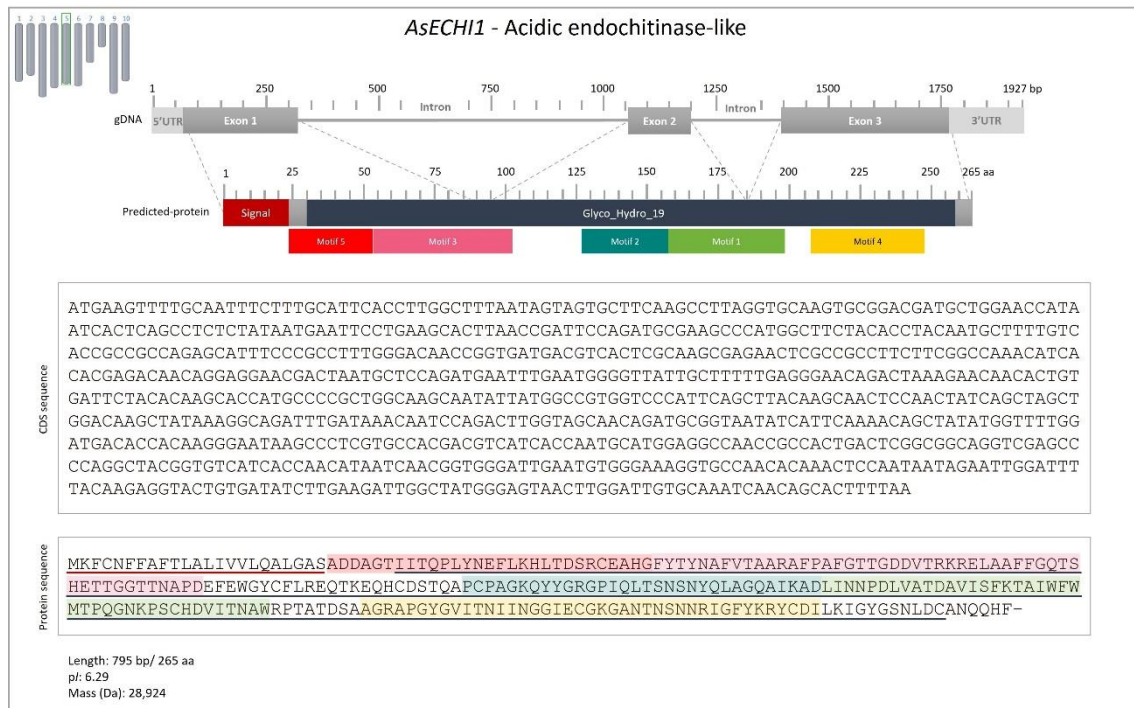 1 2 3 4 5 6 7 8 9 10
AsECHI1 - Acidic endochitinase-like
1 250 500 750 1000 1250 1500 1750 1927 bp
gDNA 5'UTR Exon 1 Intron Exon 2 Intron Exon 3 3'UTR
1 25 50 75 100 125 150 175 200 225 250 265 aa
Predicted-protein Signal Glyco_Hydro_19
Motif 5 Motif 3 Motif 2 Motif 1 Motif 4
CDS sequence
ATGAAGTTTTGCAATTTCTTTGCATTCACCTTGGCTTTAATAGTAGTGCTTCAAGCCTTAGGTGCAAGTGCGGACGATGCTGGAACCATA
ATCACTCAGCCTCTCTATAATGAATTCCTGAAGCACTTAACCGATTCCAGATGCGAAGCCCATGGCTTCTACACCTACAATGCTTTTGTC
ACCGCCGCCAGAGCATTTCCCGCCTTTGGGACAACCGGTGATGACGTCACTCGCAAGCGAGAACTCGCCGCCTTCTTCGGCCAAACATCA
CACGAGACAACAGGAGGAACGACTAATGCTCCAGATGAATTTGAATGGGGTTATTGCTTTTTGAGGGAACAGACTAAAGAACAACACTGT
GATTCTACACAAGCACCATGCCCCGCTGGCAAGCAATATTATGGCCGTGGTCCCATTCAGCTTACAAGCAACTCCAACTATCAGCTAGCT
GGACAAGCTATAAAGGCAGATTTGATAAACAATCCAGACTTGGTAGCAACAGATGCGGTAATATCATTCAAAACAGCTATATGGTTTTGG
ATGACACCACAAGGGAATAAGCCCTCGTGCCACGACGTCATCACCAATGCATGGAGGCCAACCGCCACTGACTCGGCGGCAGGTCGAGCC
CCAGGCTACGGTGTCATCACCAACATAATCAACGGTGGGATTGAATGTGGGAAAGGTGCCAACACAAACTCCAATAATAGAATTGGATTT
TACAAGAGGTACTGTGATATCTTGAAGATTGGCTATGGGAGTAACTTGGATTGTGCAAATCAACAGCACTTTTAA
Protein sequence
MKFCNFFAFTLALIVVLQALGASADDAGTIITQPLYNEFLKHLTDSRCEAHGFYTYNAFVTAARAFPAFGTTGDDVTRKRELAAFFGQTS
HETTGGTTNAPDEFEWGYCFLREQTKEQHCDSTQAPCPAGKQYYGRGPIQLTSNSNYQLAGQAIKADLINNPDLVATDAVISFKTAIWFW
MTPQGNKPSCHDVITNAWRPTATDSAAGRAPGYGVITNIINGGIECGKGANTNSNNRIGFYKRYCDILKIGYGSNLDCANQQHF–
Length: 795 bp/ 265 aa
pI: 6.29
Mass (Da): 28,924